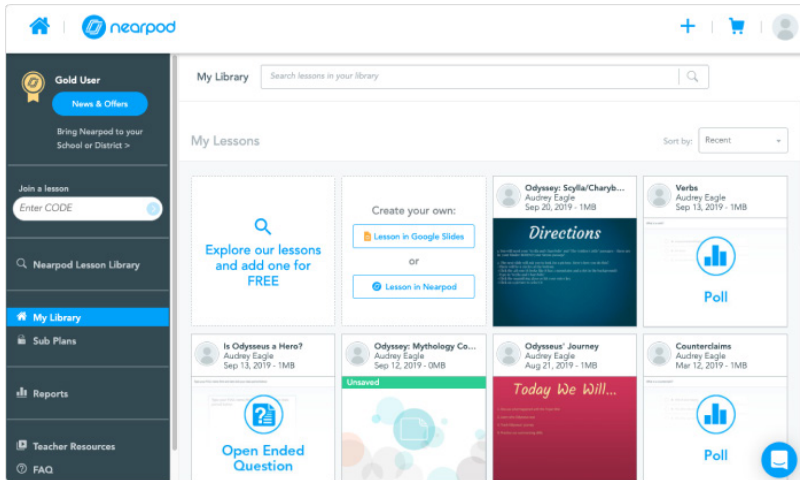 nearpod
Gold User
News & Offers
Bring Nearpod to your
School or District >
Join a lesson
Enter CODE
Nearpod Lesson Library
My Library
Sub Plans
Reports
Teacher Resources
FAQ
My Library
Search lessons in your library
My Lessons
Sort by:
Recent
Explore our lessons
and add one for
FREE
Create your own:
Lesson in Google Slides
or
Lesson in Nearpod
Odyssey: Scylla/Charyb...
Audrey Eagle
Sep 20, 2019 - 1MB
Directions
Verbs
Audrey Eagle
Sep 13, 2019 - 1MB
Poll
Is Odysseus a Hero?
Audrey Eagle
Sep 13, 2019 - 1MB
Open Ended
Question
Odyssey: Mythology Co...
Audrey Eagle
Sep 12, 2019 - 0MB
Unsaved
Odysseus' Journey
Audrey Eagle
Aug 21, 2019 - 1MB
Today We Will...
Counterclaims
Audrey Eagle
Mar 12, 2019 - 1MB
Poll